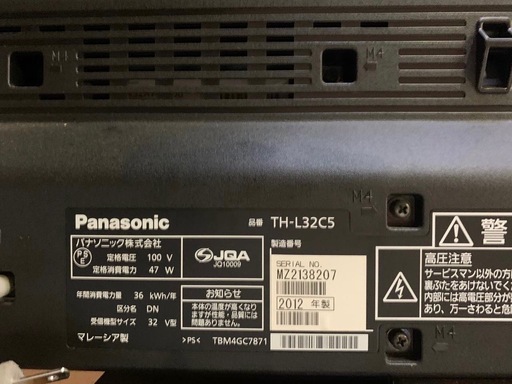 M4
M4
M4
Panasonic 品番 TH-L32C5
パナソニック株式会社
PSE
定格電圧 100 V
定格消費電力 47 W
JQA
JQ10009
製造番号
SERIAL NO.
MZ2138207
2012 年製
年間消費電力量 36 kWh/年
区分名 DN
受信機型サイズ 32 V型
マレーシア製
お知らせ
本体の温度が高くなり
ますが性能・品質に
は問題ありません
>PS< TBM4GC7871
警
高圧注意
サービスマン以外の方
裏ぶたをあけないでくだ
内部には高電圧部分が
あり、万一さわると危
M4